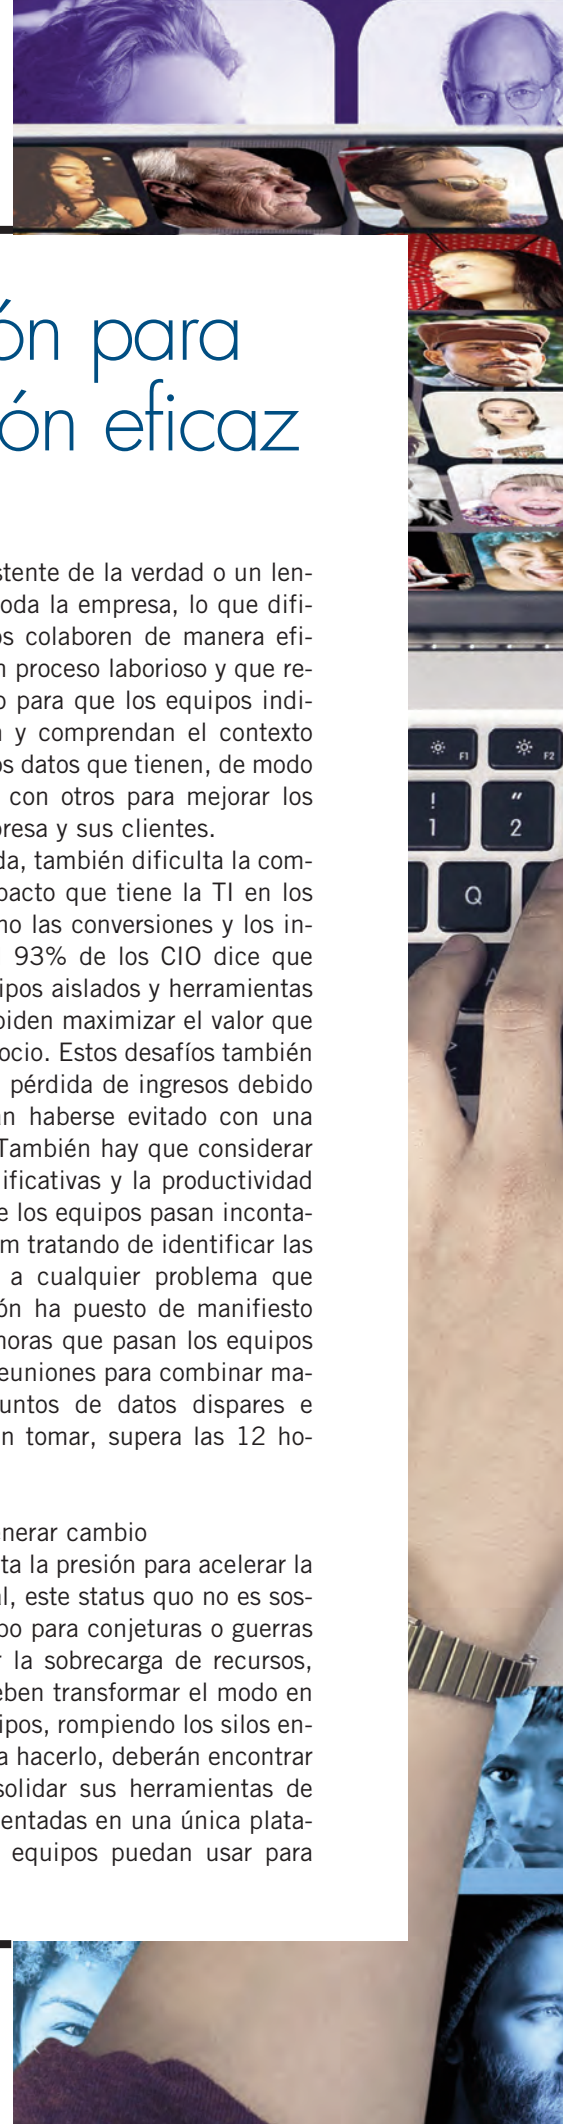 ón para
ón eficaz
stente de la verdad o un len-
oda la empresa, lo que difi-
os colaboren de manera efi-
n proceso laborioso y que re-
o para que los equipos indi-
n y comprendan el contexto
os datos que tienen, de modo
con otros para mejorar los
presa y sus clientes.
da, también dificulta la com-
pacto que tiene la TI en los
mo las conversiones y los in-
93% de los CIO dice que
ipos aislados y herramientas
piden maximizar el valor que
ocio. Estos desafíos también
pérdida de ingresos debido
an haberse evitado con una
También hay que considerar
ificativas y la productividad
e los equipos pasan inconta-
m tratando de identificar las
a cualquier problema que
ón ha puesto de manifiesto
horas que pasan los equipos
euniones para combinar ma-
untos de datos dispares e
n tomar, supera las 12 ho-
enerar cambio
ta la presión para acelerar la
al, este status quo no es sos-
po para conjeturas o guerras
r la sobrecarga de recursos,
eben transformar el modo en
ipos, rompiendo los silos en-
a hacerlo, deberán encontrar
solidar sus herramientas de
entadas en una única plata-
equipos puedan usar para
F1 F2
! "
1 2
Q
A